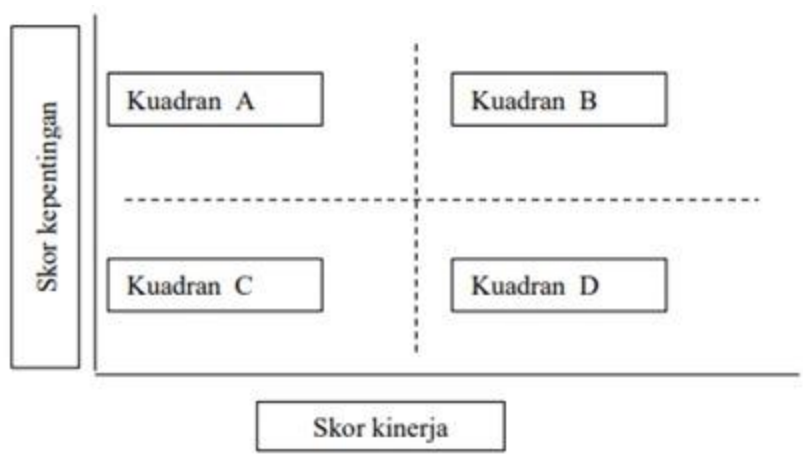 Skor kepentingan
Kuadran A
Kuadran B
Kuadran C
Kuadran D
Skor kinerja